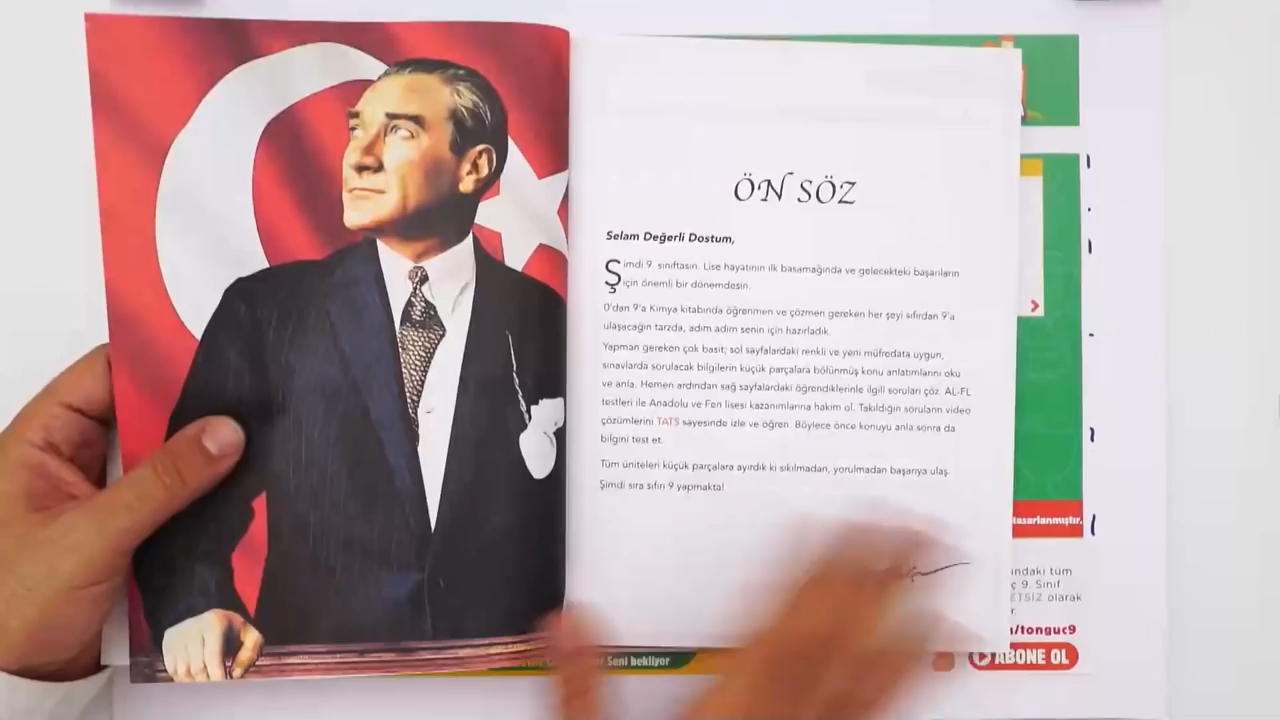 ÖN SÖZ
Selam Değerli Dostum,
Şimdi 9. sınıftasın. Lise hayatının ilk basamağında ve gelecekteki başarıların
için önemli bir dönemdesin.
0'dan 9'a Kimya kitabında öğrenmen ve çözmen gereken her şeyi sıfırdan 9'a
ulaşacağın tarzda, adım adım senin için hazırladık.
Yapman gereken çok basit; sol sayfalardaki renkli ve yeni müfredata uygun,
sınavlarda sorulacak bilgilerin küçük parçalara bölünmüş konu anlatımlarını oku
ve anla. Hemen ardından sağ sayfalardaki öğrendiklerinle ilgili soruları çöz. AL-FL
testleri ile Anadolu ve Fen lisesi kazanımlarına hakim ol. Takıldığın soruların video
çözümlerini TATS sayesinde izle ve öğren. Böylece önce konuyu anla sonra da
bilgini test et.
Tüm üniteleri küçük parçalara ayırdık ki sıkılmadan, yorulmadan başarıya ulaş.
Şimdi sıra sıfırı 9 yapmakta!
tasarlanmıştır.
ındaki tüm
ç 9. Sınıf
ETSİZ olarak
r.
/tonguc9
ABONE OL
Seni bekliyor